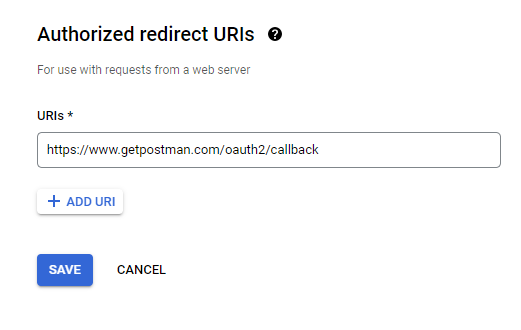 Authorized redirect URIs ?
For use with requests from a web server
URIs *
https://www.getpostman.com/oauth2/callback
+ ADD URI
SAVE CANCEL